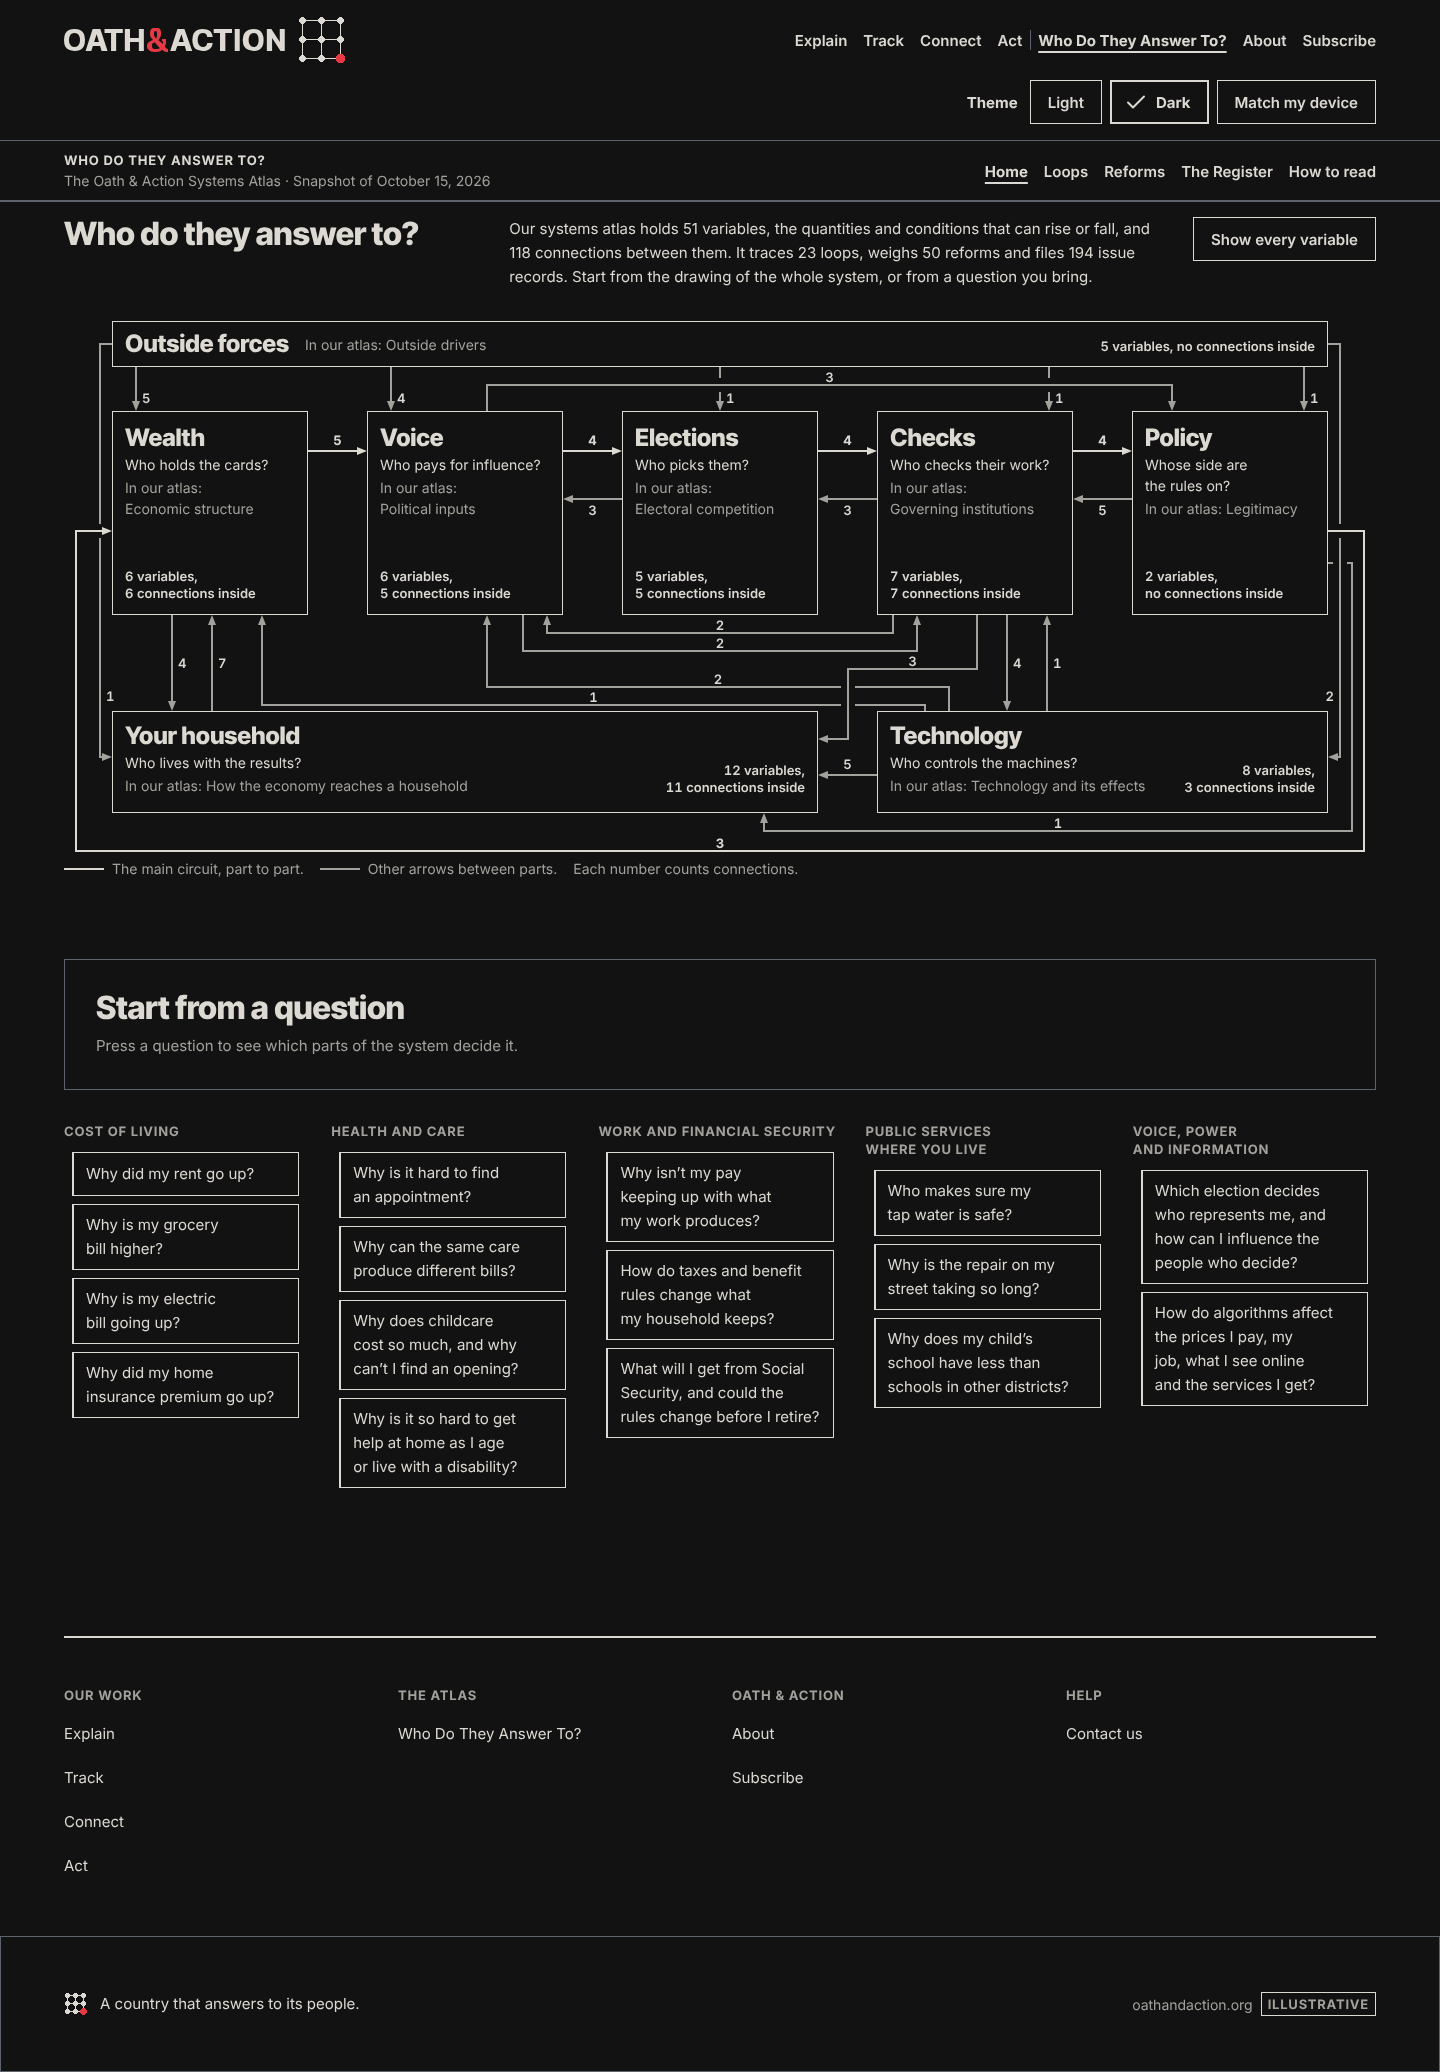 OATH&ACTION
Explain
Track
Connect
Act
Who Do They Answer To?
About
Subscribe
Theme
Light
Dark
Match my device
WHO DO THEY ANSWER TO?
The Oath & Action Systems Atlas · Snapshot of October 15, 2026
Home
Loops
Reforms
The Register
How to read
Who do they answer to?
Our systems atlas holds 51 variables, the quantities and conditions that can rise or fall, and
118 connections between them. It traces 23 loops, weighs 50 reforms and files 194 issue
records. Start from the drawing of the whole system, or from a question you bring.
Show every variable
Outside forces
In our atlas: Outside drivers
5 variables, no connections inside
3
5
4
1
1
1
Wealth
Who holds the cards?
In our atlas:
Economic structure
6 variables,
6 connections inside
5
Voice
Who pays for influence?
In our atlas:
Political inputs
6 variables,
5 connections inside
4
3
Elections
Who picks them?
In our atlas:
Electoral competition
5 variables,
5 connections inside
4
3
Checks
Who checks their work?
In our atlas:
Governing institutions
7 variables,
7 connections inside
4
5
Policy
Whose side are
the rules on?
In our atlas: Legitimacy
2 variables,
no connections inside
2
2
3
4
7
4
1
2
1
1
2
Your household
Who lives with the results?
In our atlas: How the economy reaches a household
12 variables,
11 connections inside
5
Technology
Who controls the machines?
In our atlas: Technology and its effects
8 variables,
3 connections inside
1
3
The main circuit, part to part.
Other arrows between parts.
Each number counts connections.
Start from a question
Press a question to see which parts of the system decide it.
COST OF LIVING
Why did my rent go up?
Why is my grocery
bill higher?
Why is my electric
bill going up?
Why did my home
insurance premium go up?
HEALTH AND CARE
Why is it hard to find
an appointment?
Why can the same care
produce different bills?
Why does childcare
cost so much, and why
can’t I find an opening?
Why is it so hard to get
help at home as I age
or live with a disability?
WORK AND FINANCIAL SECURITY
Why isn’t my pay
keeping up with what
my work produces?
How do taxes and benefit
rules change what
my household keeps?
What will I get from Social
Security, and could the
rules change before I retire?
PUBLIC SERVICES
WHERE YOU LIVE
Who makes sure my
tap water is safe?
Why is the repair on my
street taking so long?
Why does my child’s
school have less than
schools in other districts?
VOICE, POWER
AND INFORMATION
Which election decides
who represents me, and
how can I influence the
people who decide?
How do algorithms affect
the prices I pay, my
job, what I see online
and the services I get?
OUR WORK
Explain
Track
Connect
Act
THE ATLAS
Who Do They Answer To?
OATH & ACTION
About
Subscribe
HELP
Contact us
A country that answers to its people.
oathandaction.org
ILLUSTRATIVE